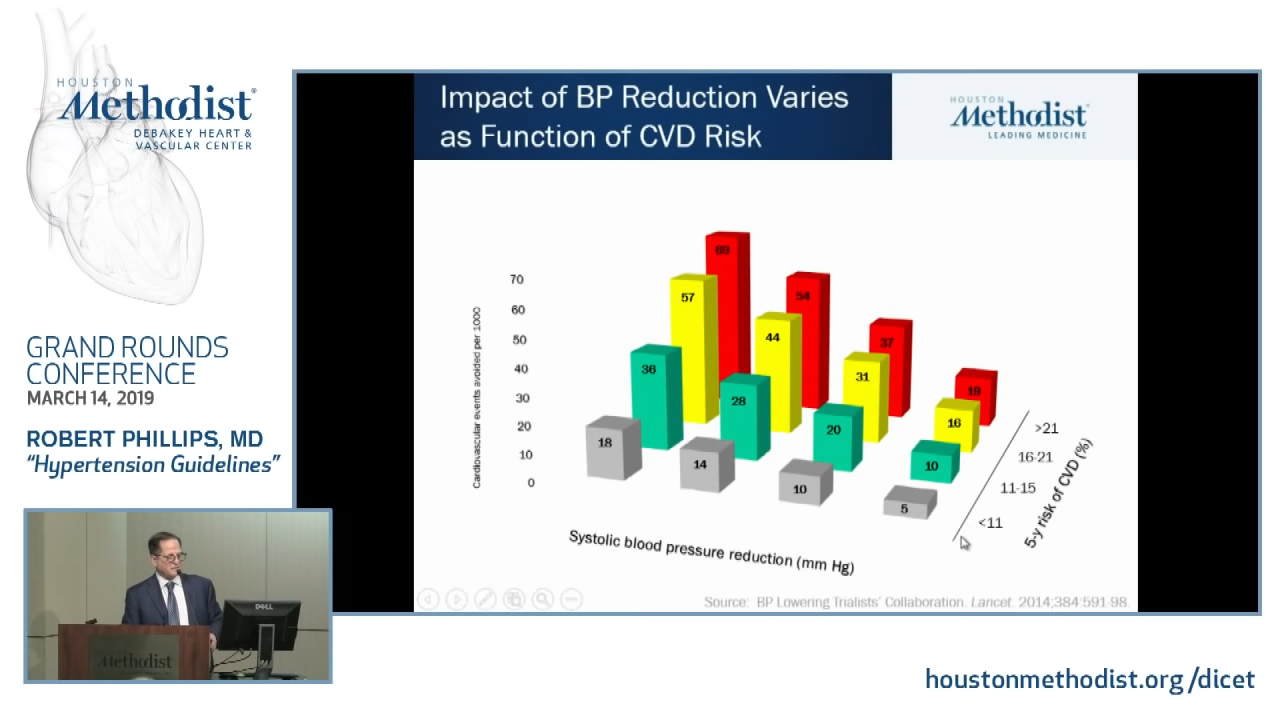 HOUSTON
Methodist®
DEBAKEY HEART &
VASCULAR CENTER
GRAND ROUNDS
CONFERENCE
MARCH 14, 2019
ROBERT PHILLIPS, MD
“Hypertension Guidelines”
Impact of BP Reduction Varies
as Function of CVD Risk
HOUSTON
Methodist
LEADING MEDICINE
Cardiovascular events avoided per 1000
70
60
50
40
30
20
10
0
69
54
37
19
57
44
31
16
36
28
20
10
18
14
10
5
>21
16-21
11-15
<11
5-y risk of CVD (%)
Systolic blood pressure reduction (mm Hg)
Source: BP Lowering Trialists’ Collaboration. Lancet. 2014;384:591-98.
DELL
Methodist
houstonmethodist.org/dicet